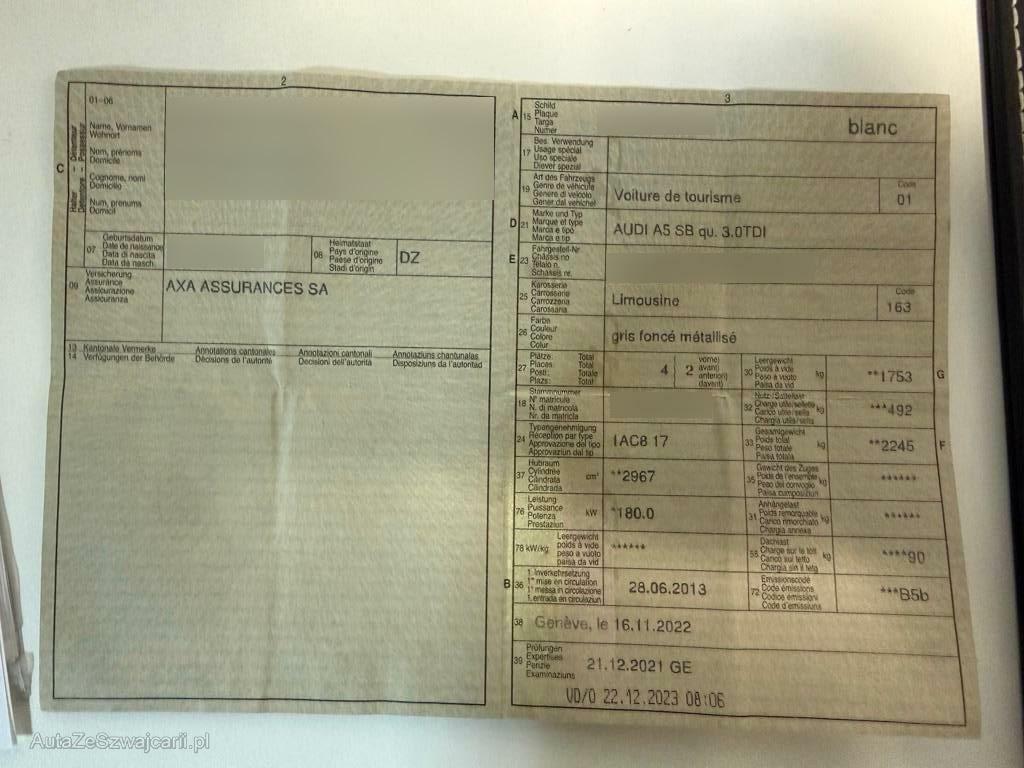 2
01-06
Halter - Détenteur
Detentore - Possessur
C
Name, Vornamen
Wohnort
Nom, prénoms
Domicile
Cognome, nomi
Domicilio
Num, prenums
Domicil
07
Geburtsdatum
Date de naissance
Data di nascita
Data da nasch.
08
Heimatstaat
Pays d'origine
Paese d'origine
Stadi d'origin
DZ
09
Versicherung
Assurance
Assicurazione
Assicuranza
AXA ASSURANCES SA
13 Kantonale Vermerke Annotations cantonales Annotazioni cantonali Annotaziuns chantunalas
14 Verfügungen der Behörde Décisions de l'autorité Decisioni dell'autorità Disposiziuns da l'autoritad
3
A 15
Schild
Plaque
Targa
Numer
blanc
17
Bes. Verwendung
Usage spécial
Uso speciale
Diever spezial
19
Art des Fahrzeugs
Genre de véhicule
Genere di veicolo
Gener dal vehichel
Voiture de tourisme
Code
01
D 21
Marke und Typ
Marque et type
Marca e tipo
Marca e tip
AUDI A5 SB qu. 3.0TDI
E 23
Fahrgestell-Nr.
Châssis no
Telaio n.
Schassis nr.
25
Karosserie
Carrosserie
Carrozzeria
Carossaria
Limousine
Code
163
26
Farbe
Couleur
Colore
Colur
gris foncé métallisé
27
Plätze: Total
Places: Total
Posti: Totale
Plazs: Total
4
2
vorne)
avant)
anteriori)
davant)
30
Leergewicht
Poids à vide
Peso a vuoto
Paisa da vid
kg
**1753
G
18
Stammnummer
N° matricule
N. di matricola
Nr. da matricla
32
Nutz-/Sattellast
Charge utile/sellette
Carico utile/sella
Chargia utila/sella
kg
***492
24
Typengenehmigung
Réception par type
Approvazione del tipo
Approvaziun dal tip
1AC8 17
33
Gesamtgewicht
Poids total
Peso totale
Paisa totala
kg
**2245
F
37
Hubraum
Cylindrée
Cilindrata
Cilindrada
cm³
**2967
35
Gewicht des Zuges
Poids de l'ensemble
Peso del convoglio
Paisa cumposiziun
kg
******
76
Leistung
Puissance
Potenza
Prestaziun
kW
*180.0
31
Anhängelast
Poids remorquable
Carico rimorchiato
Chargia annexa
kg
******
78 kW/kg
Leergewicht
poids à vide
peso a vuoto
paisa da vid
******
55
Dachlast
Charge sur le toit
Carico sul tetto
Chargia sin il tetg
kg
****90
B 36
1. Inverkehrsetzung
1re mise en circulation
1a messa in circolazione
1. entrada en circulaziun
28.06.2013
72
Emissionscode
Code émissions
Codice emissioni
Code d'emissiuns
***B5b
38
Genève, le 16.11.2022
39
Prüfungen
Expertises
Perizie
Examinaziuns
21.12.2021 GE
VD/0 22.12.2023 08:06
AutaZeSzwajcarii.pl